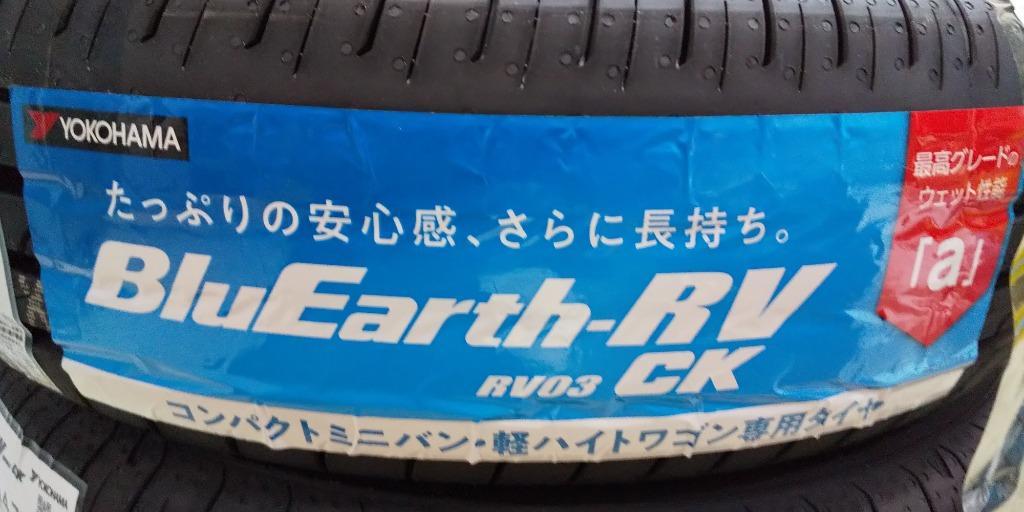 YOKOHAMA
たっぷりの安心感、さらに長持ち。
BluEarth-RV
RV03 CK
コンパクトミニバン・軽ハイトワゴン専用タイヤ
最高グレードの
ウェット性能
「a」
YOKOHAMA